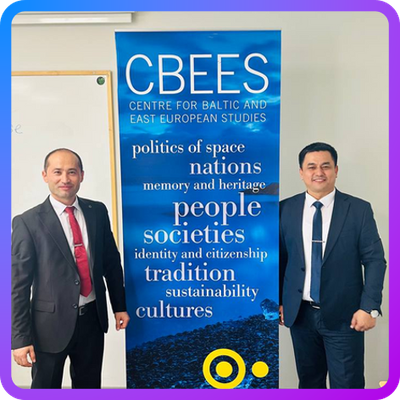 CBEES
CENTRE FOR BALTIC AND
EAST EUROPEAN STUDIES
politics of space
nations
memory and heritage
people
societies
identity and citizenship
tradition
sustainability
cultures